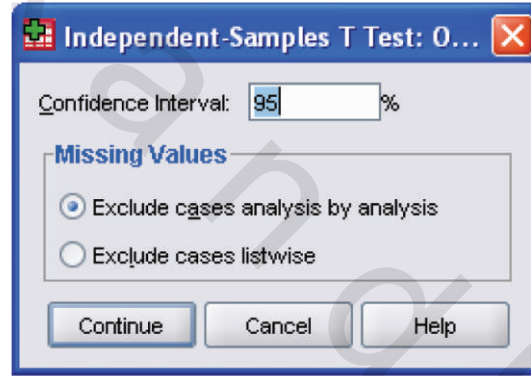 Independent-Samples T Test: O...
Confidence Interval: 95 %
Missing Values
Exclude cases analysis by analysis
Exclude cases listwise
Continue Cancel Help